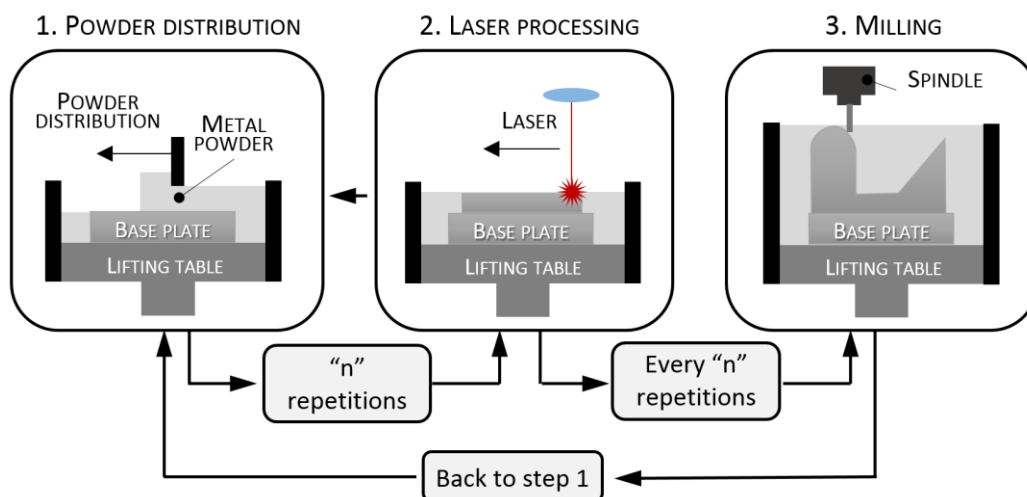 1. POWDER DISTRIBUTION
POWDER
DISTRIBUTION
METAL
POWDER
BASE PLATE
LIFTING TABLE
2. LASER PROCESSING
LASER
BASE PLATE
LIFTING TABLE
3. MILLING
SPINDLE
BASE PLATE
LIFTING TABLE
“n”
repetitions
Every “n”
repetitions
Back to step 1